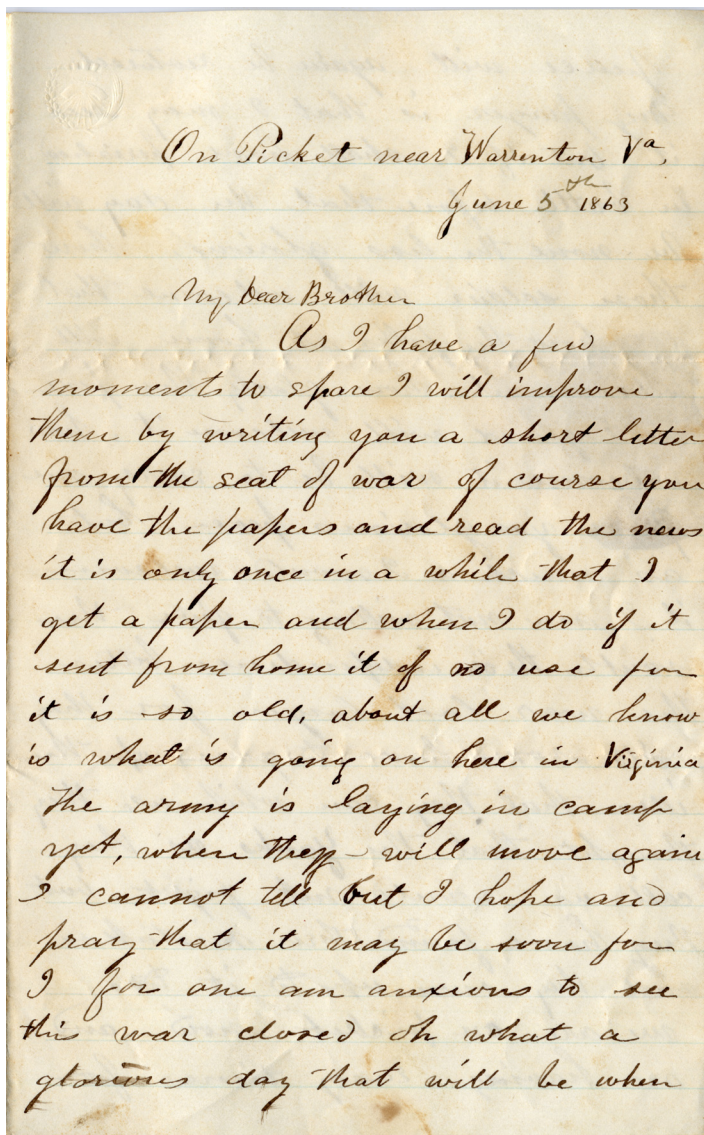 On Picket near Warrenton Va,
June 5th 1863
My Dear Brother
As I have a few
moments to spare I will improve
them by writing you a short letter
from the seat of war of course you
have the papers and read the news
it is only once in a while that I
get a paper and when I do if it
sent from home it of no use for
it is so old, about all we know
is what is going on here in Virginia
the army is laying in camp
yet, when they will move again
I cannot tell but I hope and
pray that it may be soon for
I for one am anxious to see
this war closed oh what a
glorious day that will be when